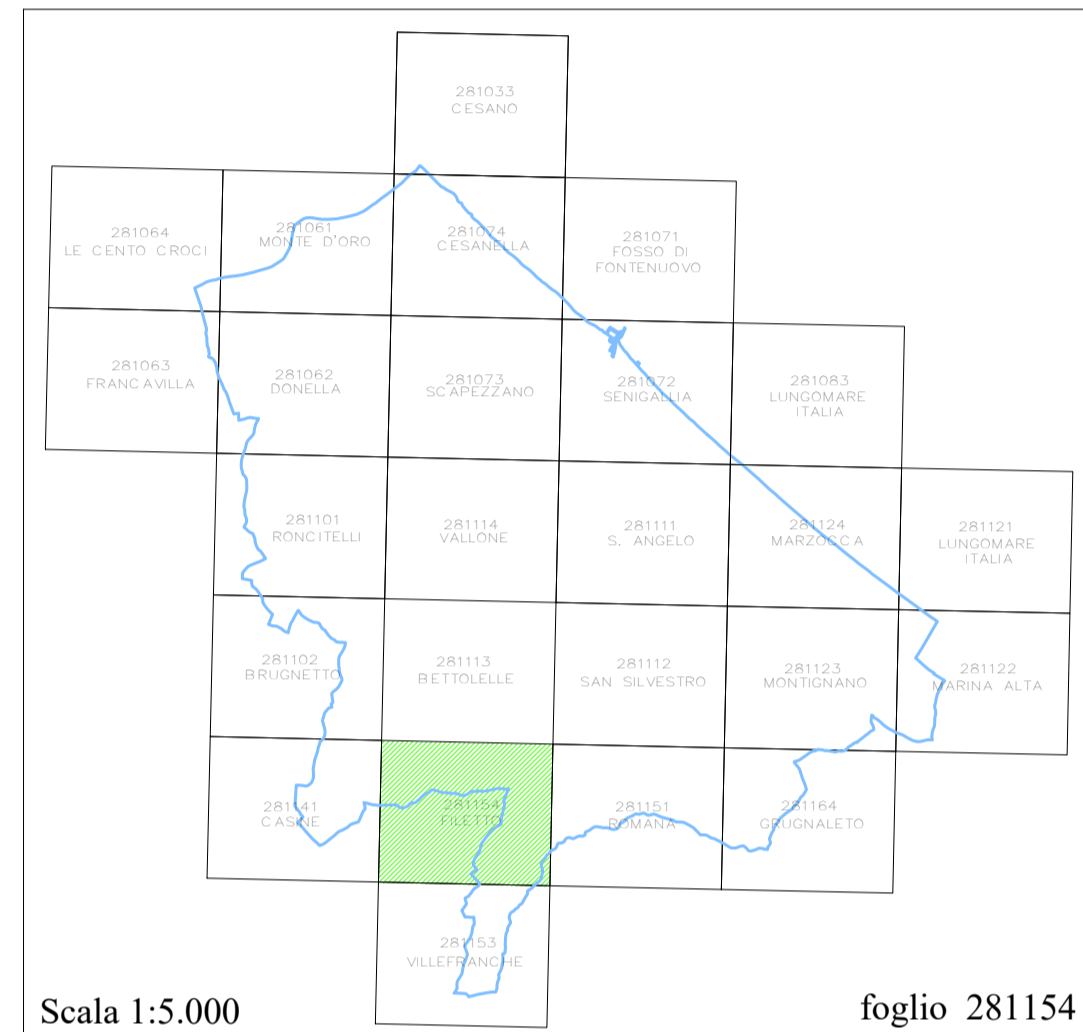 281033
CESANO
281064
LE CENTO CROCI
281061
MONTE D'ORO
281074
CESANELLA
281071
FOSSO DI
FONTENUOVO
281063
FRANCAVILLA
281062
DONELLA
281073
SCAPEZZANO
281072
SENIGALLIA
281083
LUNGOMARE
ITALIA
281101
RONCITELLI
281114
VALLONE
281111
S. ANGELO
281124
MARZOCCA
281121
LUNGOMARE
ITALIA
281102
BRUGNETTO
281113
BETTOLELLE
281112
SAN SILVESTRO
281123
MONTIGNANO
281122
MARINA ALTA
281141
CASINE
281154
FILETTO
281151
ROMANA
281164
GRUGNALETO
281153
VILLEFRANCHE
Scala 1:5.000
foglio 281154